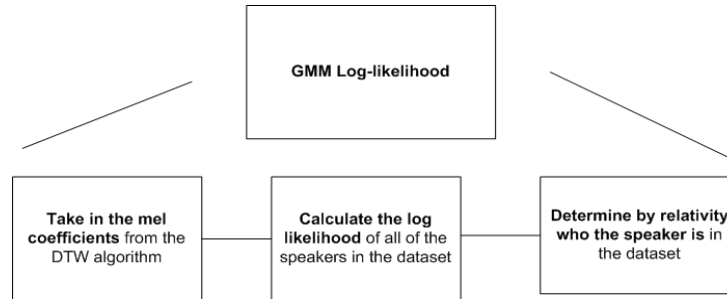 GMM Log-likelihood
Take in the mel
coefficients from the
DTW algorithm
Calculate the log
likelihood of all of the
speakers in the dataset
Determine by relativity
who the speaker is in
the dataset